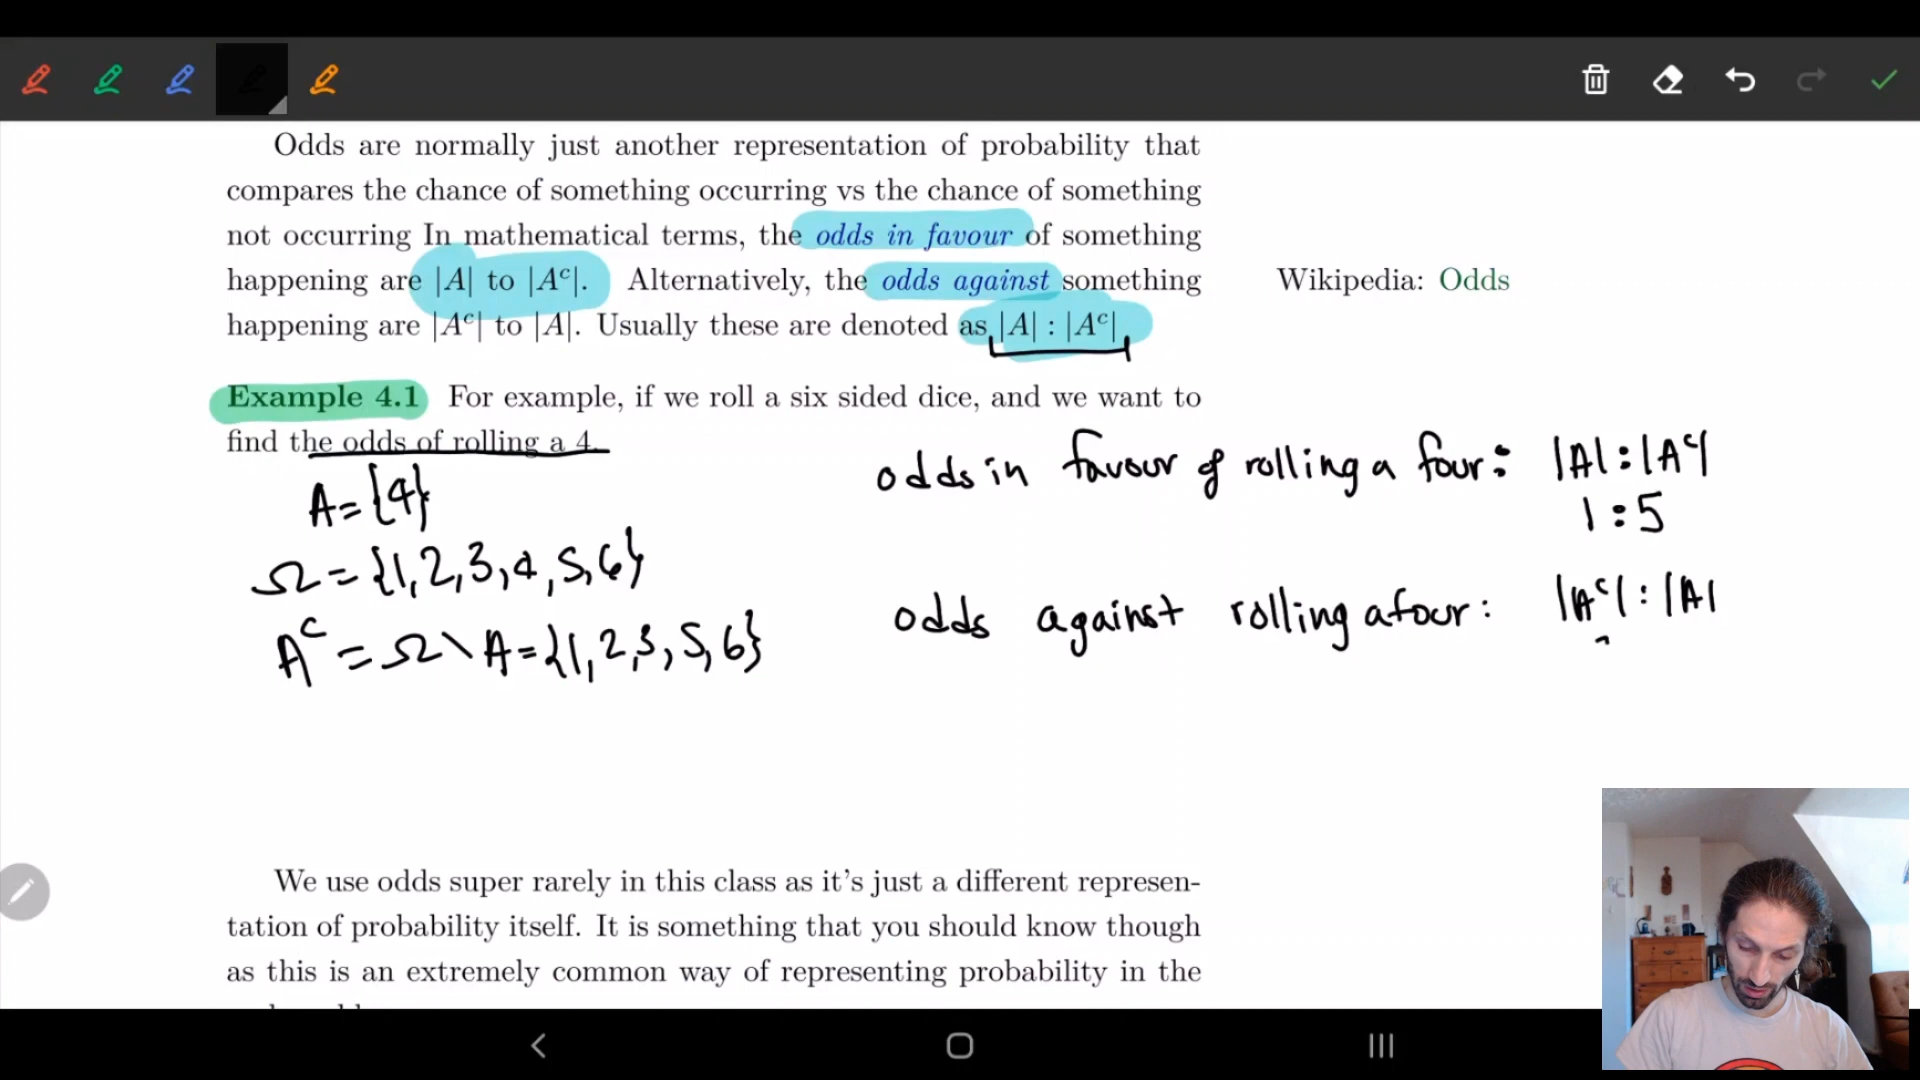 Odds are normally just another representation of probability that
compares the chance of something occurring vs the chance of something
not occurring In mathematical terms, the odds in favour of something
happening are |A| to |Aᶜ|. Alternatively, the odds against something
happening are |Aᶜ| to |A|. Usually these are denoted as |A| : |Aᶜ|
Wikipedia: Odds
Example 4.1 For example, if we roll a six sided dice, and we want to
find the odds of rolling a 4.
A = {4}
Ω = {1, 2, 3, 4, 5, 6}
Aᶜ = Ω \ A = {1, 2, 3, 5, 6}
odds in favour of rolling a four: |A| : |Aᶜ|
1 : 5
odds against rolling a four: |Aᶜ| : |A|
We use odds super rarely in this class as it's just a different represen-
tation of probability itself. It is something that you should know though
as this is an extremely common way of representing probability in the